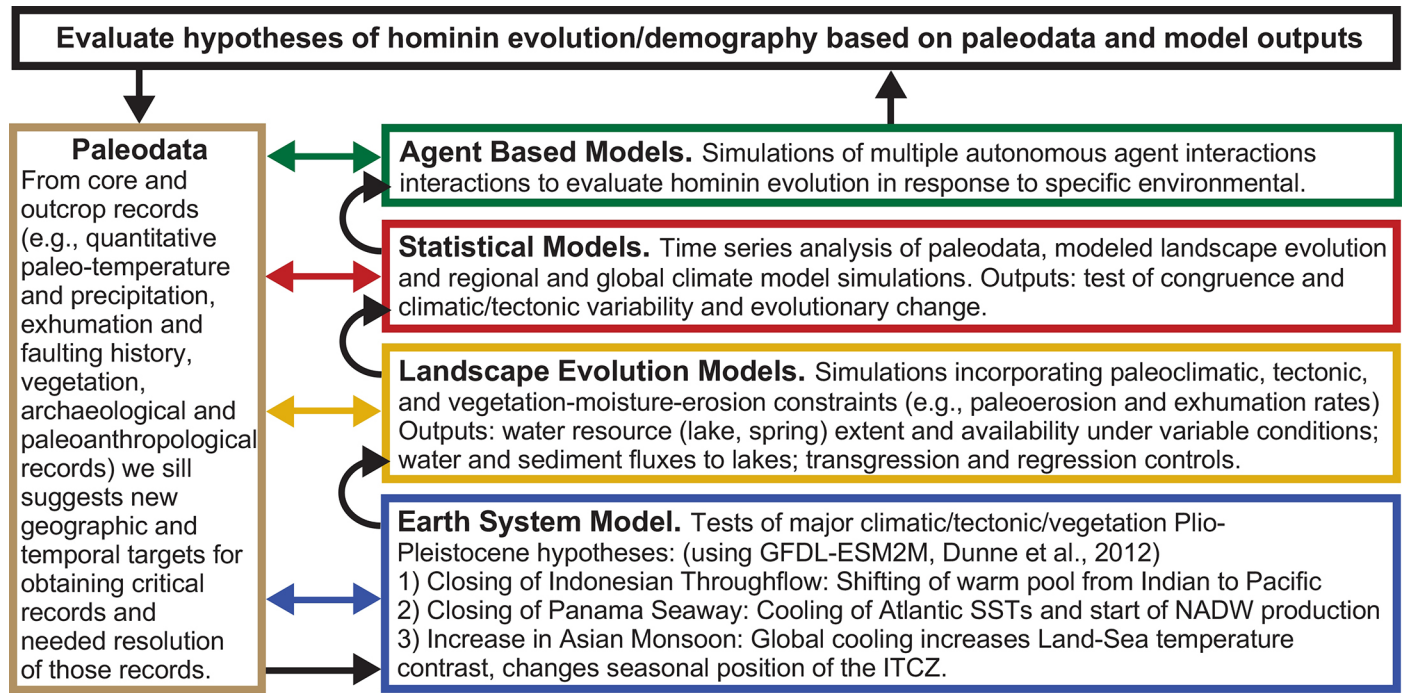 Evaluate hypotheses of hominin evolution/demography based on paleodata and model outputs
Paleodata
From core and
outcrop records
(e.g., quantitative
paleo-temperature
and precipitation,
exhumation and
faulting history,
vegetation,
archaeological and
paleoanthropological
records) we sill
suggests new
geographic and
temporal targets for
obtaining critical
records and
needed resolution
of those records.
Agent Based Models. Simulations of multiple autonomous agent interactions
interactions to evaluate hominin evolution in response to specific environmental.
Statistical Models. Time series analysis of paleodata, modeled landscape evolution
and regional and global climate model simulations. Outputs: test of congruence and
climatic/tectonic variability and evolutionary change.
Landscape Evolution Models. Simulations incorporating paleoclimatic, tectonic,
and vegetation-moisture-erosion constraints (e.g., paleoerosion and exhumation rates)
Outputs: water resource (lake, spring) extent and availability under variable conditions;
water and sediment fluxes to lakes; transgression and regression controls.
Earth System Model. Tests of major climatic/tectonic/vegetation Plio-
Pleistocene hypotheses: (using GFDL-ESM2M, Dunne et al., 2012)
1) Closing of Indonesian Throughflow: Shifting of warm pool from Indian to Pacific
2) Closing of Panama Seaway: Cooling of Atlantic SSTs and start of NADW production
3) Increase in Asian Monsoon: Global cooling increases Land-Sea temperature
contrast, changes seasonal position of the ITCZ.